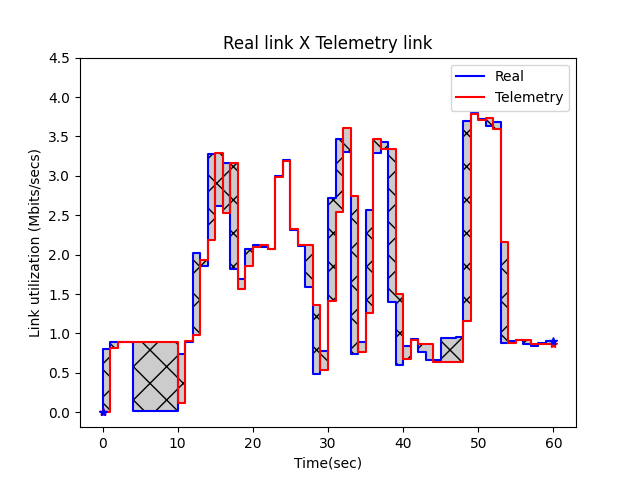 Real link X Telemetry link
Real
Telemetry
Link utilization (Mbits/secs)
4.5
4.0
3.5
3.0
2.5
2.0
1.5
1.0
0.5
0.0
0 10 20 30 40 50 60
Time(sec)